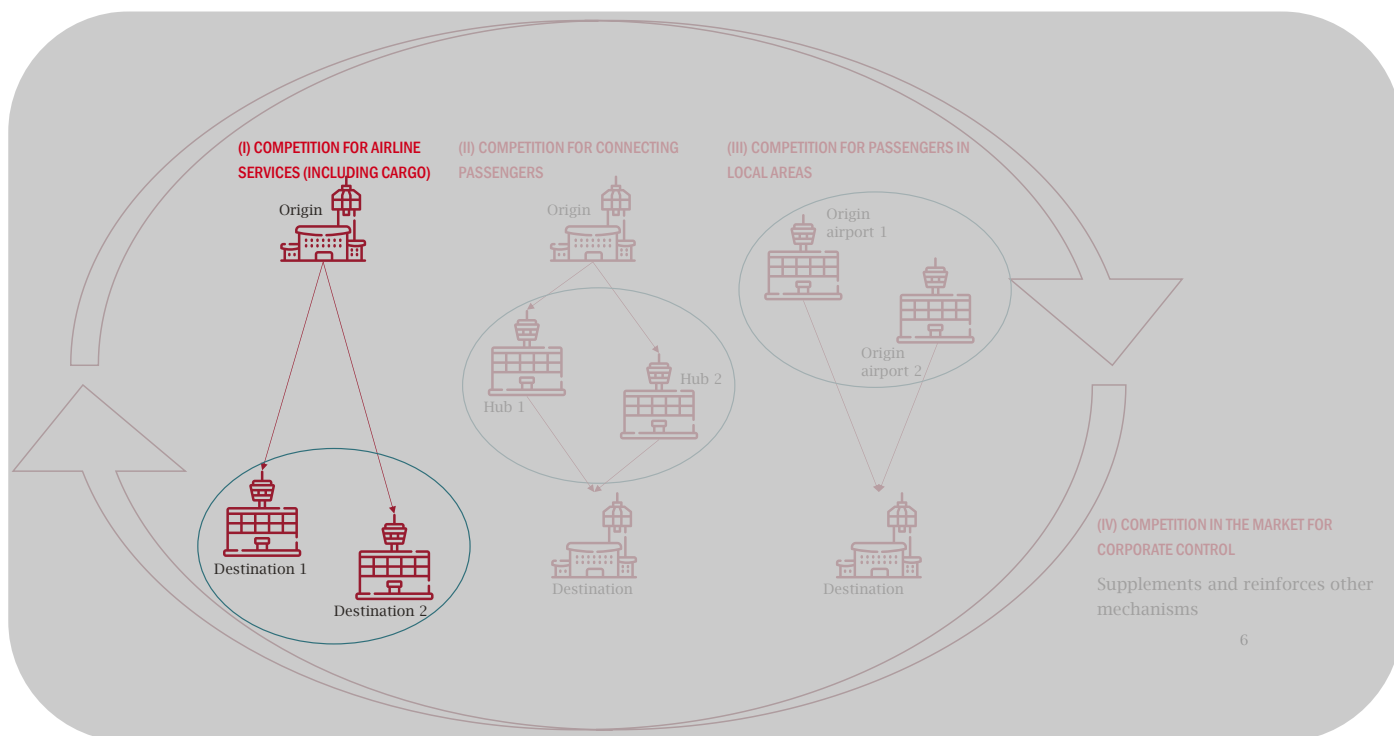 (I) COMPETITION FOR AIRLINE
SERVICES (INCLUDING CARGO)
Origin
Destination 1
Destination 2
(II) COMPETITION FOR CONNECTING
PASSENGERS
Origin
Hub 1
Hub 2
Destination
(III) COMPETITION FOR PASSENGERS IN
LOCAL AREAS
Origin
airport 1
Origin
airport 2
Destination
(IV) COMPETITION IN THE MARKET FOR
CORPORATE CONTROL
Supplements and reinforces other
mechanisms
6